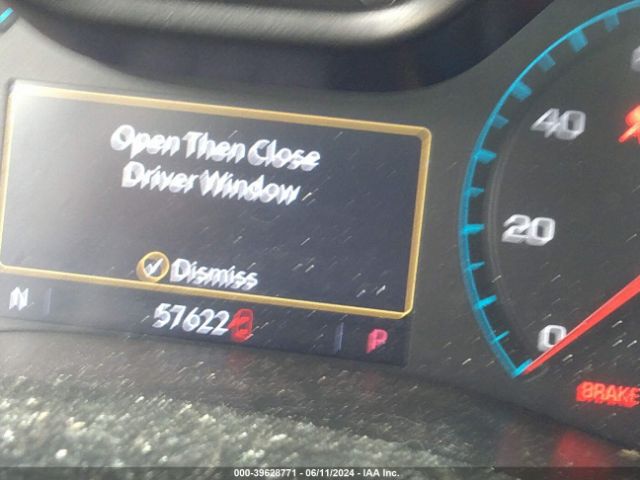 Open Then Close
Driver Window
Dismiss
N
57622
P
40
20
0
BRAKE
000-39628771 - 06/11/2024 - IAA Inc.